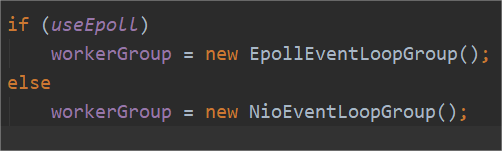 if (useEpoll)
    workerGroup = new EpollEventLoopGroup();
else
    workerGroup = new NioEventLoopGroup();